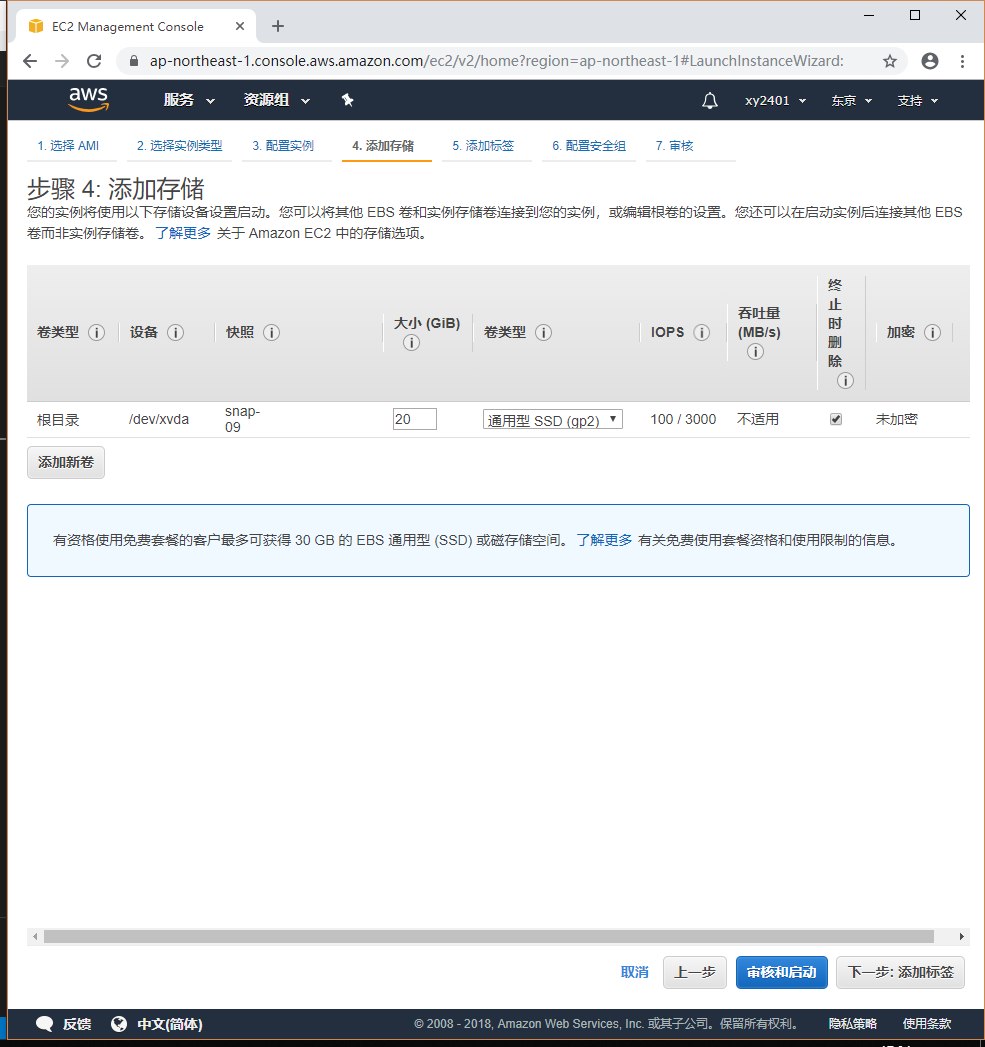 EC2 Management Console
ap-northeast-1.console.aws.amazon.com/ec2/v2/home?region=ap-northeast-1#LaunchInstanceWizard:
aws 服务 资源组 xy2401 东京 支持
1. 选择 AMI 2. 选择实例类型 3. 配置实例 4. 添加存储 5. 添加标签 6. 配置安全组 7. 审核
步骤 4: 添加存储
您的实例将使用以下存储设备设置启动。您可以将其他 EBS 卷和实例存储卷连接到您的实例，或编辑根卷的设置。您还可以在启动实例后连接其他 EBS
卷而非实例存储卷。 了解更多 关于 Amazon EC2 中的存储选项。
卷类型 设备 快照 大小 (GiB) 卷类型 IOPS 吞吐量 (MB/s) 终止时删除 加密
根目录 /dev/xvda snap-09 20 通用型 SSD (gp2) 100 / 3000 不适用 未加密
添加新卷
有资格使用免费套餐的客户最多可获得 30 GB 的 EBS 通用型 (SSD) 或磁存储空间。 了解更多 有关免费使用套餐资格和使用限制的信息。
取消 上一步 审核和启动 下一步: 添加标签
反馈 中文(简体) © 2008 - 2018, Amazon Web Services, Inc. 或其子公司。保留所有权利。 隐私策略 使用条款